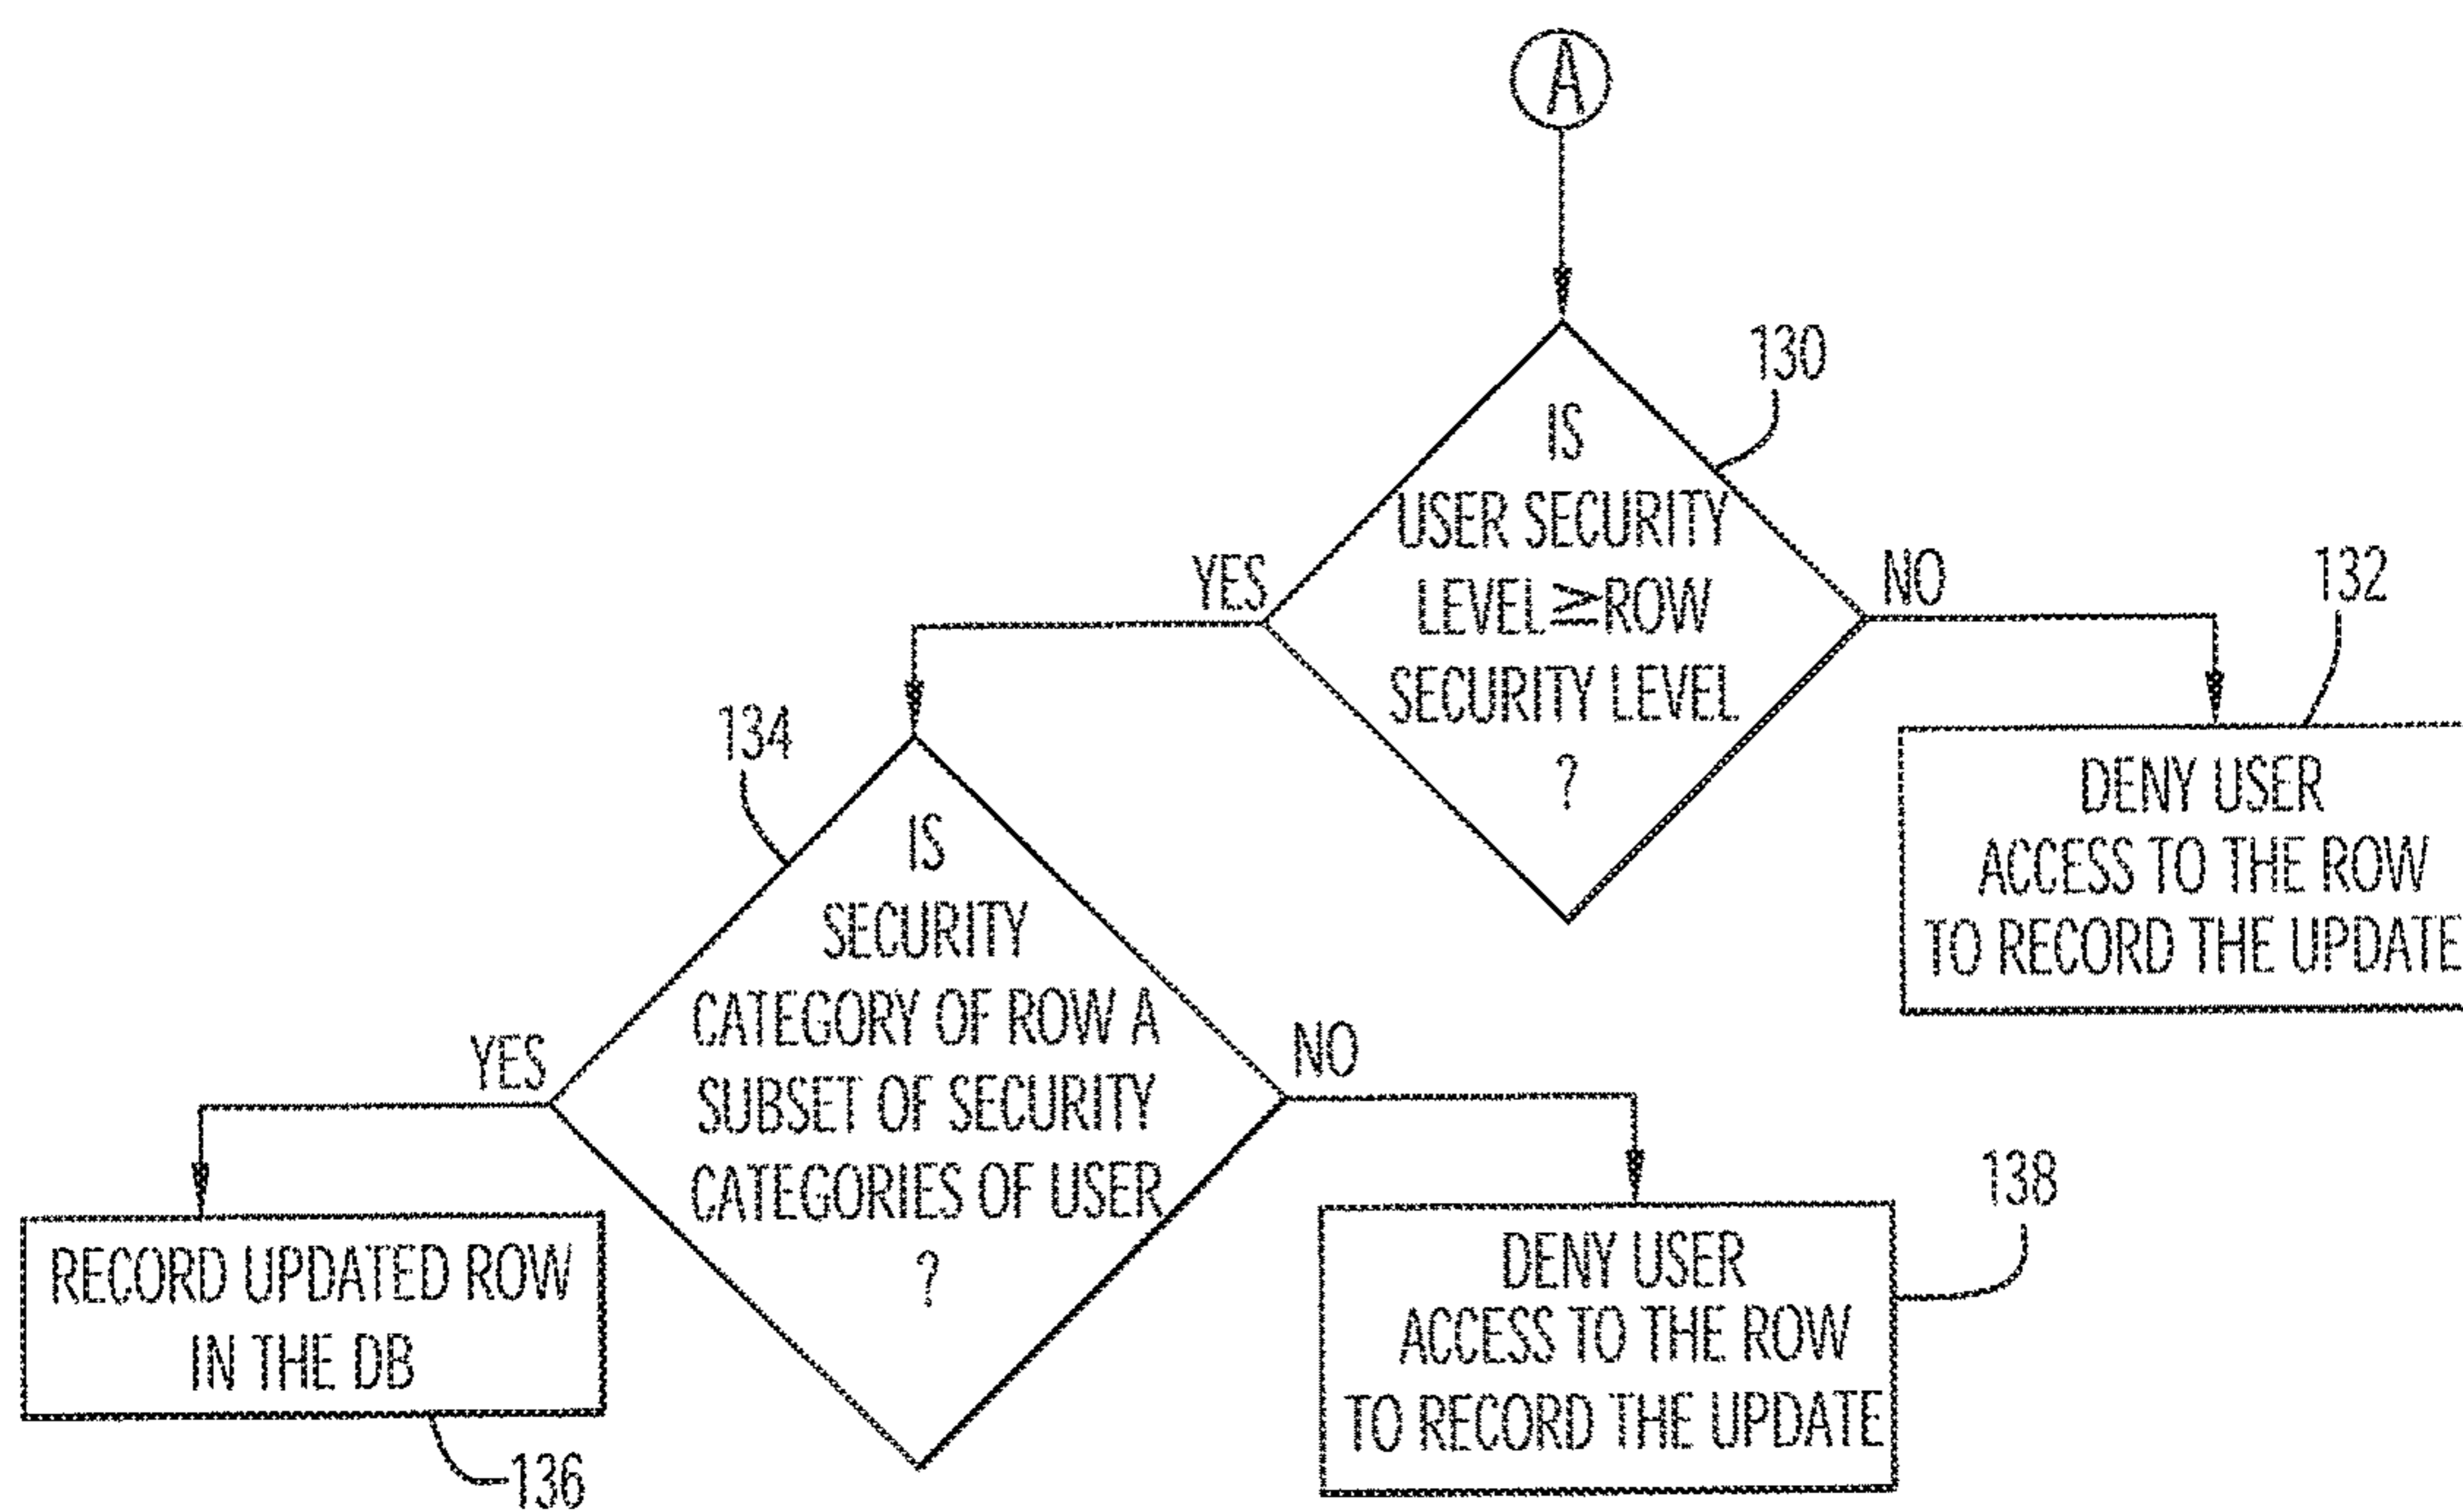 A
130
IS
USER SECURITY
LEVEL≥ROW
SECURITY LEVEL
?
YES
NO
132
DENY USER
ACCESS TO THE ROW
TO RECORD THE UPDATE
134
IS
SECURITY
CATEGORY OF ROW A
SUBSET OF SECURITY
CATEGORIES OF USER
?
YES
NO
RECORD UPDATED ROW
IN THE DB
136
138
DENY USER
ACCESS TO THE ROW
TO RECORD THE UPDATE